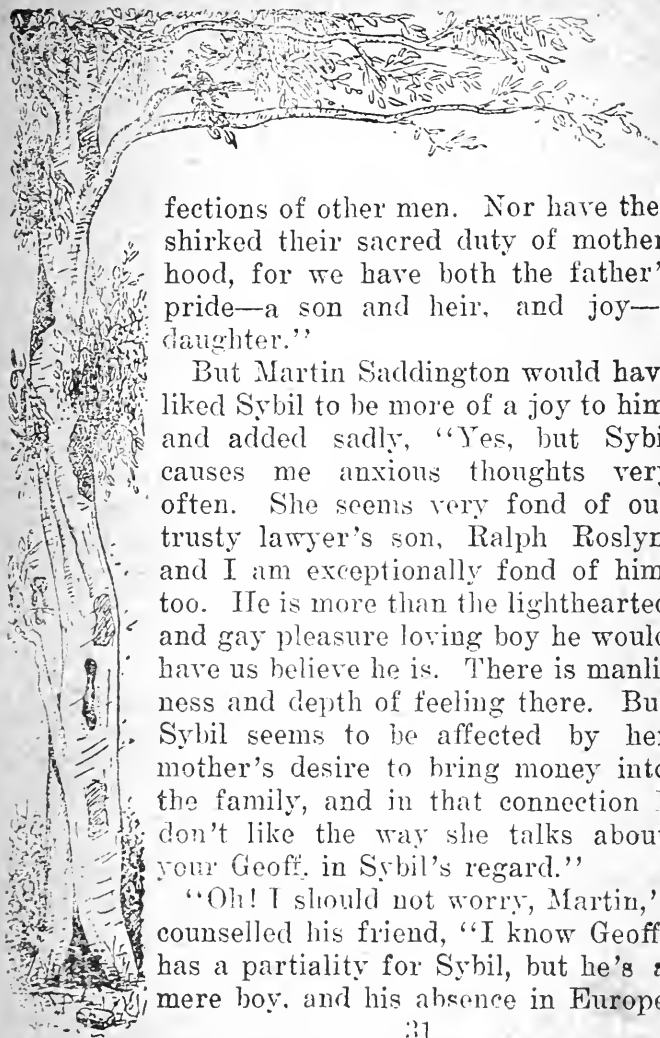 fections of other men. Nor have the
shirked their sacred duty of mother
hood, for we have both the father'
pride—a son and heir, and joy—
daughter."
But Martin Saddington would hav
liked Sybil to be more of a joy to him
and added sadly, "Yes, but Sybi
causes me anxious thoughts very
often. She seems very fond of ou
trusty lawyer's son, Ralph Roslyn
and I am exceptionally fond of him
too. He is more than the lighthearted
and gay pleasure loving boy he would
have us believe he is. There is manli
ness and depth of feeling there. Bu
Sybil seems to be affected by her
mother's desire to bring money into
the family, and in that connection I
don't like the way she talks about
your Geoff. in Sybil's regard."
"Oh! I should not worry, Martin,'
counselled his friend, "I know Geoff.
has a partiality for Sybil, but he's a
mere boy, and his absence in Europe
31